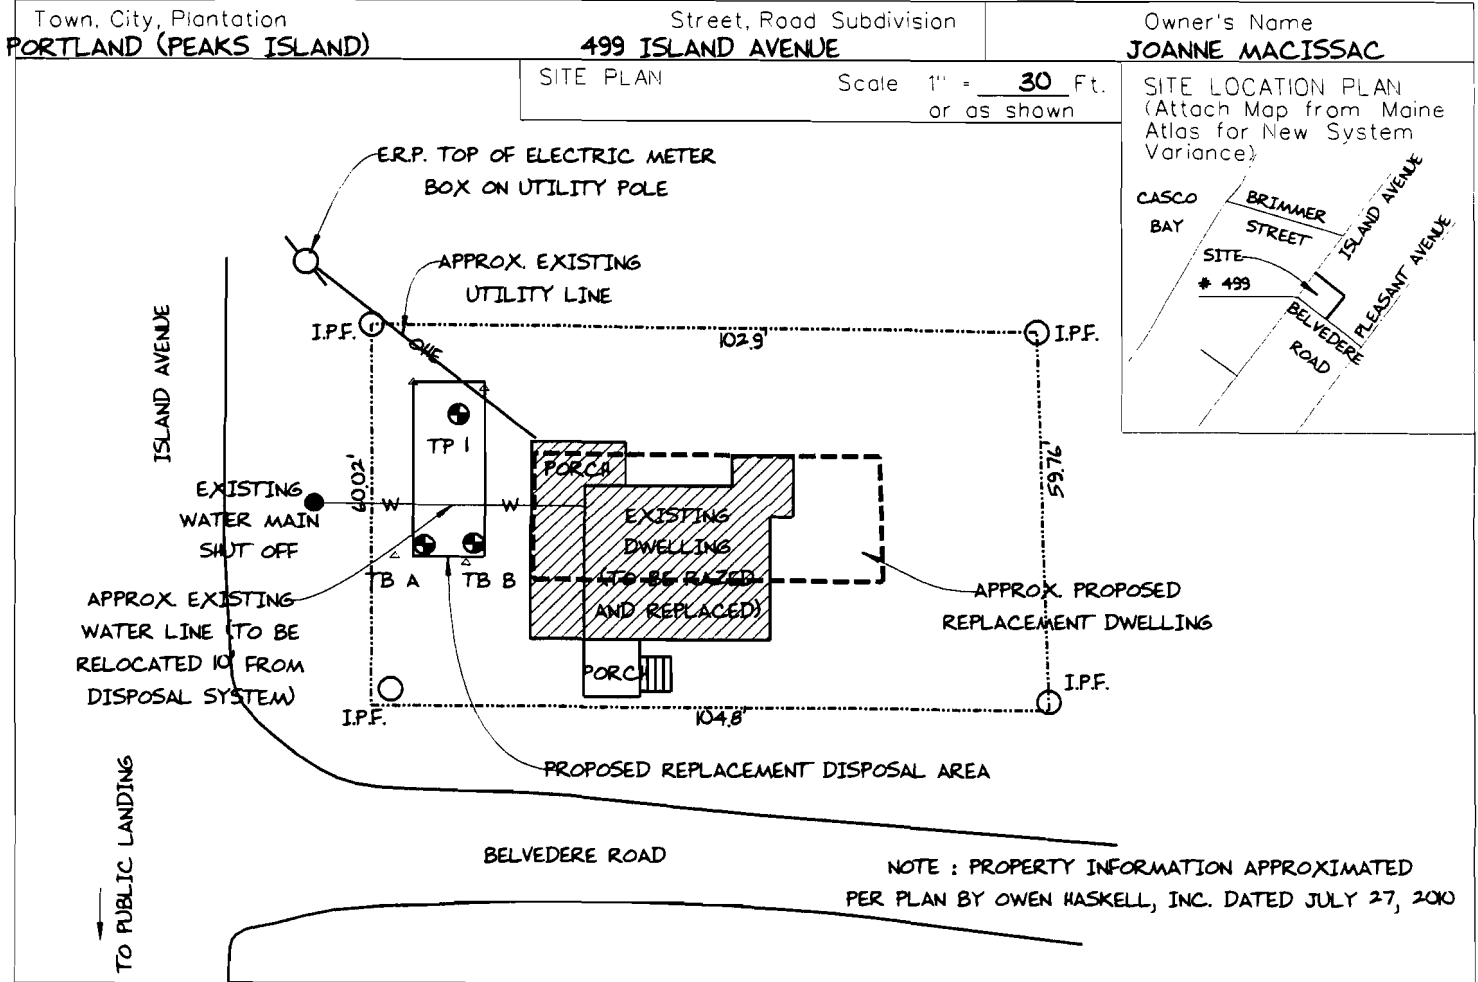 Town, City, Plantation
PORTLAND (PEAKS ISLAND)
Street, Road Subdivision
499 ISLAND AVENUE
Owner's Name
JOANNE MACISSAC
SITE PLAN
Scale 1" = 30 Ft.
or as shown
SITE LOCATION PLAN
(Attach Map from Maine
Atlas for New System
Variance)
CASCO
BAY
BRIMMER
STREET
ISLAND AVENUE
SITE
# 499
PLEASANT AVENUE
BELVEDERE
ROAD
E.R.P. TOP OF ELECTRIC METER
BOX ON UTILITY POLE
APPROX. EXISTING
UTILITY LINE
I.P.F.
OHE
102.9'
I.P.F.
ISLAND AVENUE
TP 1
60.02'
59.76'
PORCH
EXISTING
WATER MAIN
SHUT OFF
W
W
EXISTING
DWELLING
(TO BE RAZED
AND REPLACED)
TB A
TB B
APPROX. EXISTING
WATER LINE (TO BE
RELOCATED 10' FROM
DISPOSAL SYSTEM)
APPROX. PROPOSED
REPLACEMENT DWELLING
PORCH
I.P.F.
I.P.F.
104.8'
PROPOSED REPLACEMENT DISPOSAL AREA
TO PUBLIC LANDING
BELVEDERE ROAD
NOTE : PROPERTY INFORMATION APPROXIMATED
PER PLAN BY OWEN HASKELL, INC. DATED JULY 27, 2010